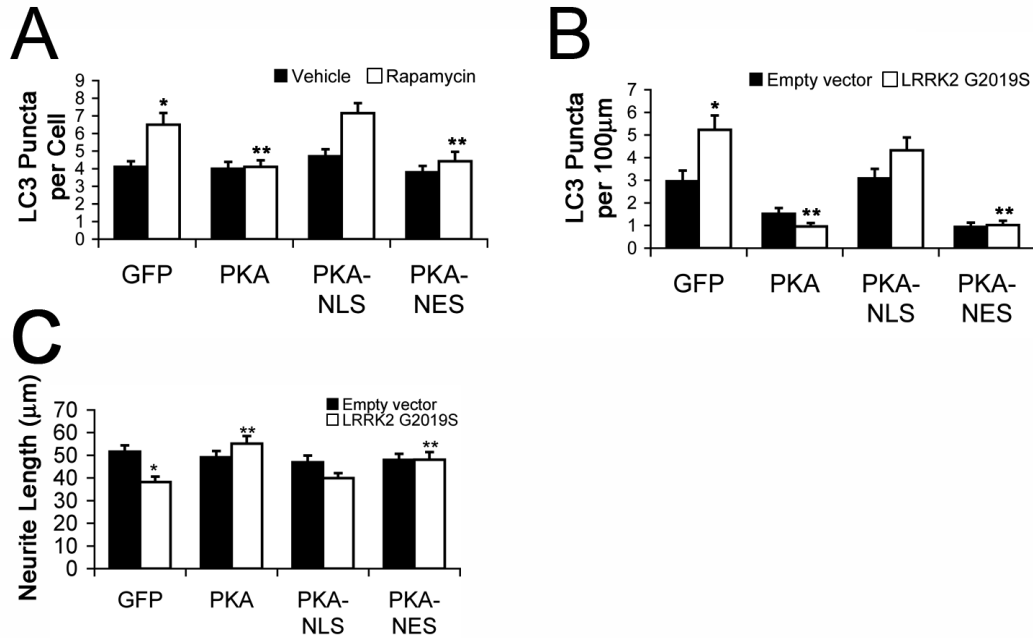 A
Vehicle Rapamycin
LC3 Puncta
per Cell
9
8
7
6
5
4
3
2
1
0
*
**
**
GFP PKA PKA- PKA-
NLS NES
B
Empty vector LRRK2 G2019S
LC3 Puncta
per 100μm
7
6
5
4
3
2
1
0
*
**
**
GFP PKA PKA- PKA-
NLS NES
C
Empty vector
LRRK2 G2019S
Neurite Length (μm)
70
60
50
40
30
20
10
0
*
**
**
GFP PKA PKA- PKA-
NLS NES